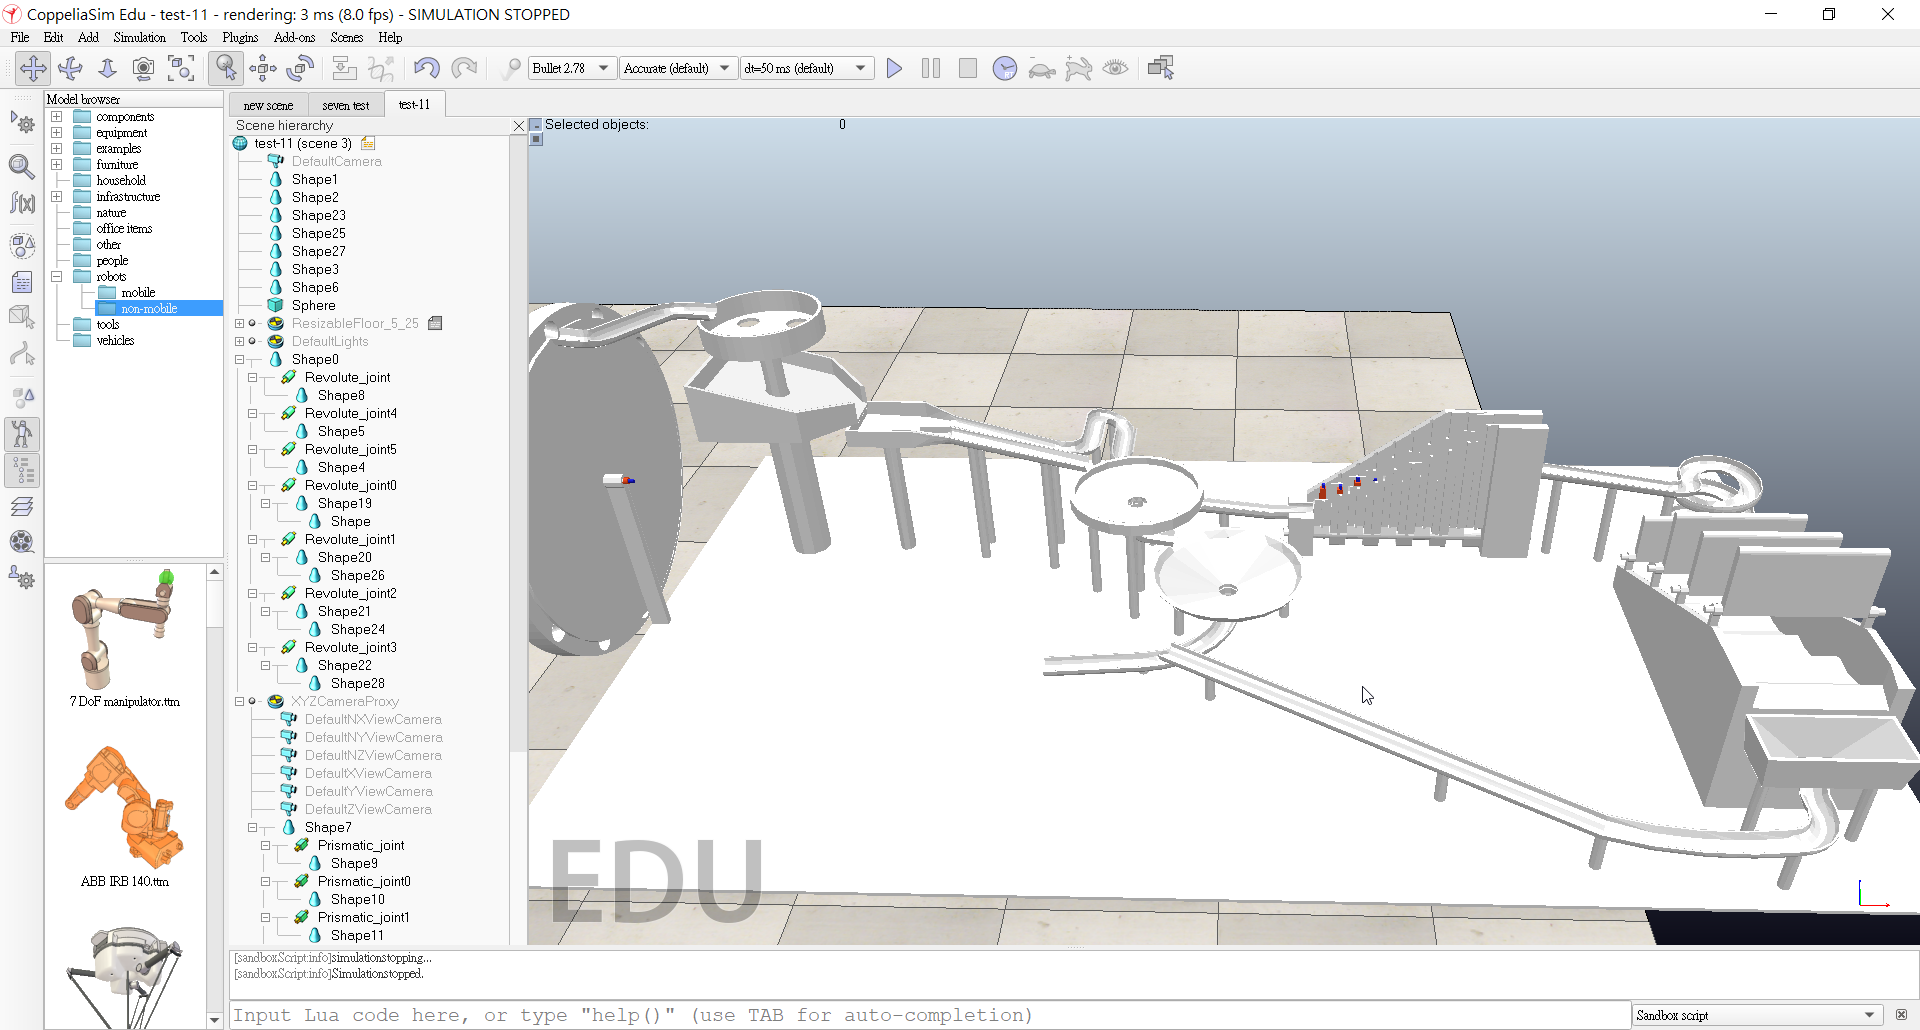 CoppeliaSim Edu - test-11 - rendering: 3 ms (8.0 fps) - SIMULATION STOPPED
File Edit Add Simulation Tools Plugins Add-ons Scenes Help
Bullet 2.78 Accurate (default) dt=50 ms (default)
RT
f(x)
Model browser
components
equipment
examples
furniture
household
infrastructure
nature
office items
other
people
robots
mobile
non-mobile
tools
vehicles
7 DoF manipulator.ttm
ABB IRB 140.ttm
new scene seven test test-11
Scene hierarchy
test-11 (scene 3)
DefaultCamera
Shape1
Shape2
Shape23
Shape25
Shape27
Shape3
Shape6
Sphere
ResizableFloor_5_25
DefaultLights
Shape0
Revolute_joint
Shape8
Revolute_joint4
Shape5
Revolute_joint5
Shape4
Revolute_joint0
Shape19
Shape
Revolute_joint1
Shape20
Shape26
Revolute_joint2
Shape21
Shape24
Revolute_joint3
Shape22
Shape28
XYZCameraProxy
DefaultNXViewCamera
DefaultNYViewCamera
DefaultNZViewCamera
DefaultXViewCamera
DefaultYViewCamera
DefaultZViewCamera
Shape7
Prismatic_joint
Shape9
Prismatic_joint0
Shape10
Prismatic_joint1
Shape11
Selected objects: 0
EDU
[sandboxScript:info]simulationstopping...
[sandboxScript:info]Simulationstopped.
Input Lua code here, or type "help()" (use TAB for auto-completion)
Sandbox script